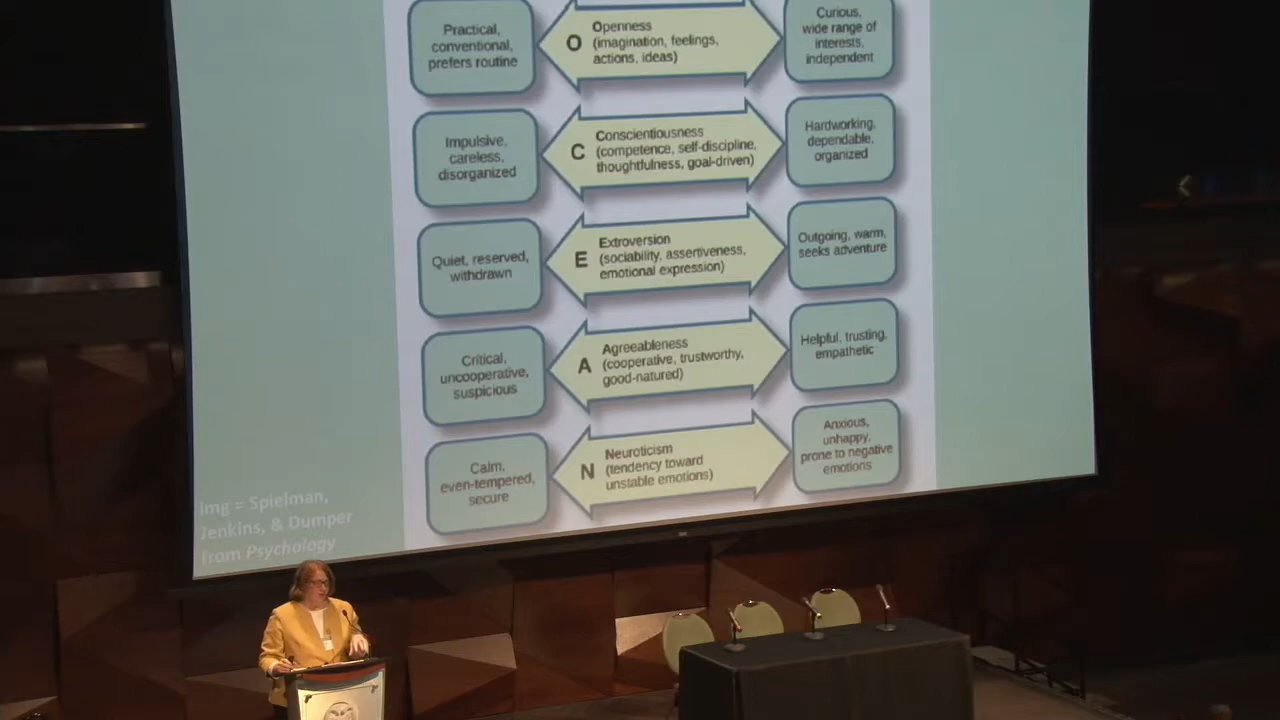 Practical,
conventional,
prefers routine
O
Openness
(imagination, feelings,
actions, ideas)
Curious,
wide range of
interests,
independent
Impulsive,
careless,
disorganized
C
Conscientiousness
(competence, self-discipline,
thoughtfulness, goal-driven)
Hardworking,
dependable,
organized
Quiet, reserved,
withdrawn
E
Extroversion
(sociability, assertiveness,
emotional expression)
Outgoing, warm,
seeks adventure
Critical,
uncooperative,
suspicious
A
Agreeableness
(cooperative, trustworthy,
good-natured)
Helpful, trusting,
empathetic
Calm,
even-tempered,
secure
N
Neuroticism
(tendency toward
unstable emotions)
Anxious,
unhappy,
prone to negative
emotions
Img = Spielman,
Jenkins, & Dumper
from Psychology